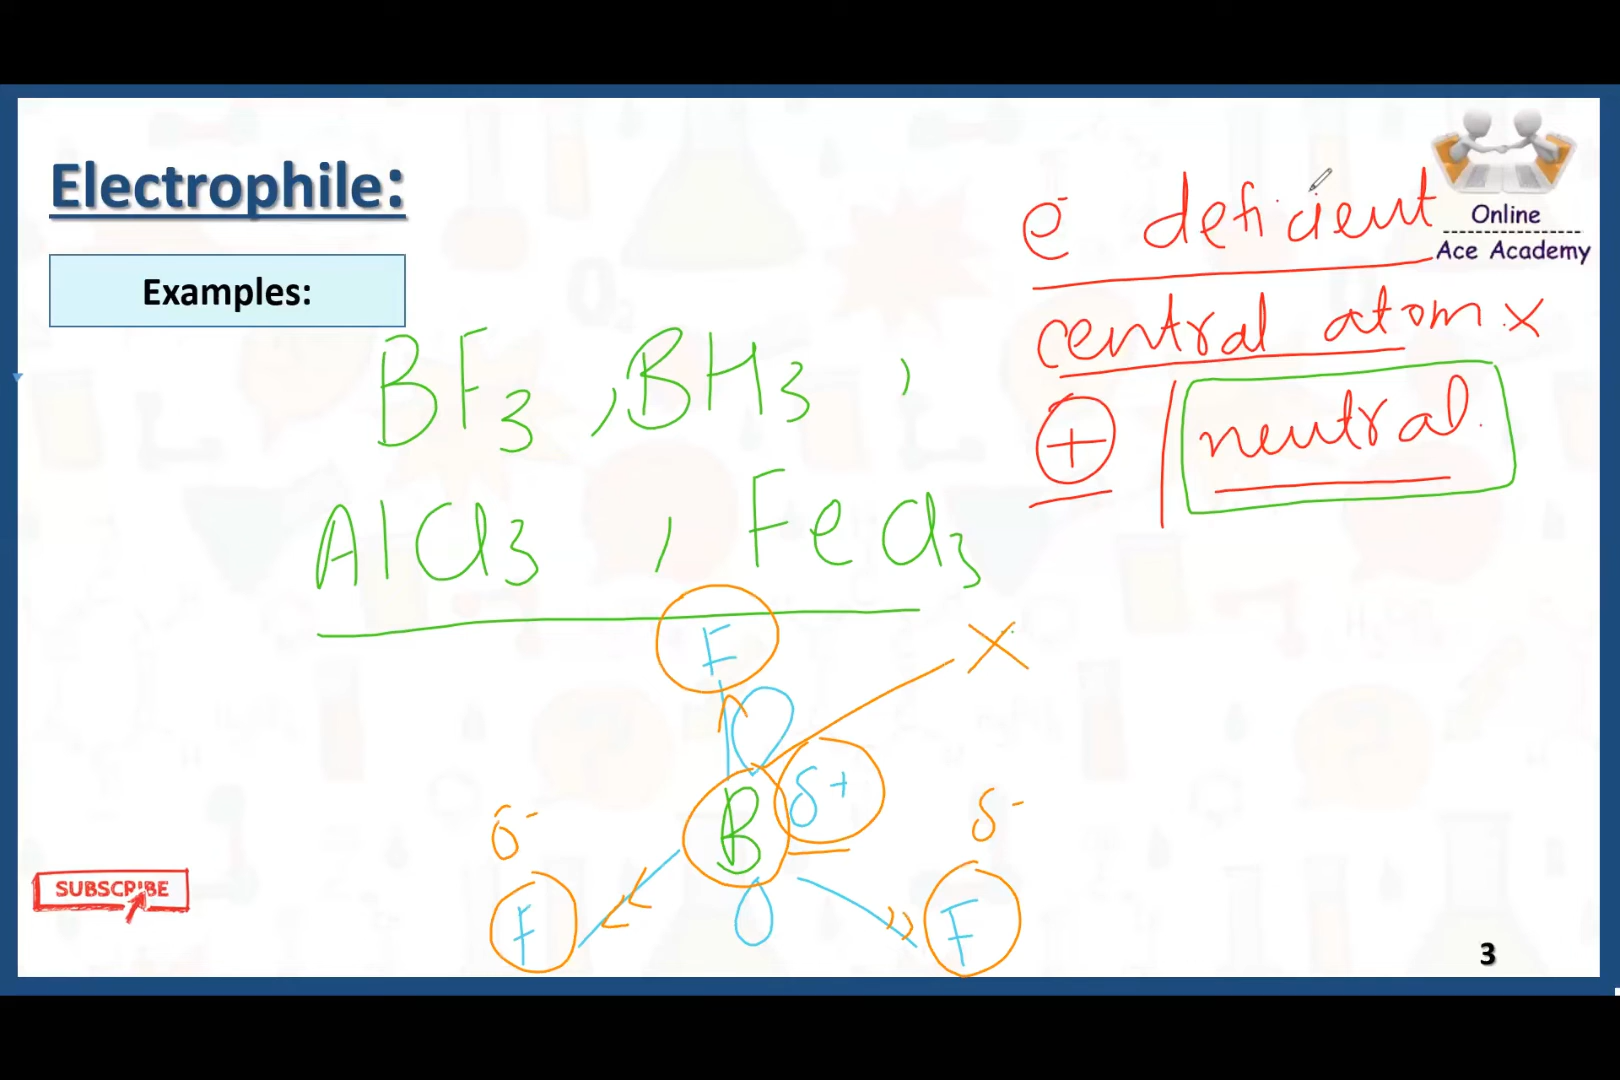 Electrophile:
Examples:
e- deficient
central atom x
+ | neutral.
Online
Ace Academy
BF3 , BH3 ,
AlCl3 , FeCl3
F
X
B δ+
δ- δ-
F F
SUBSCRIBE
3